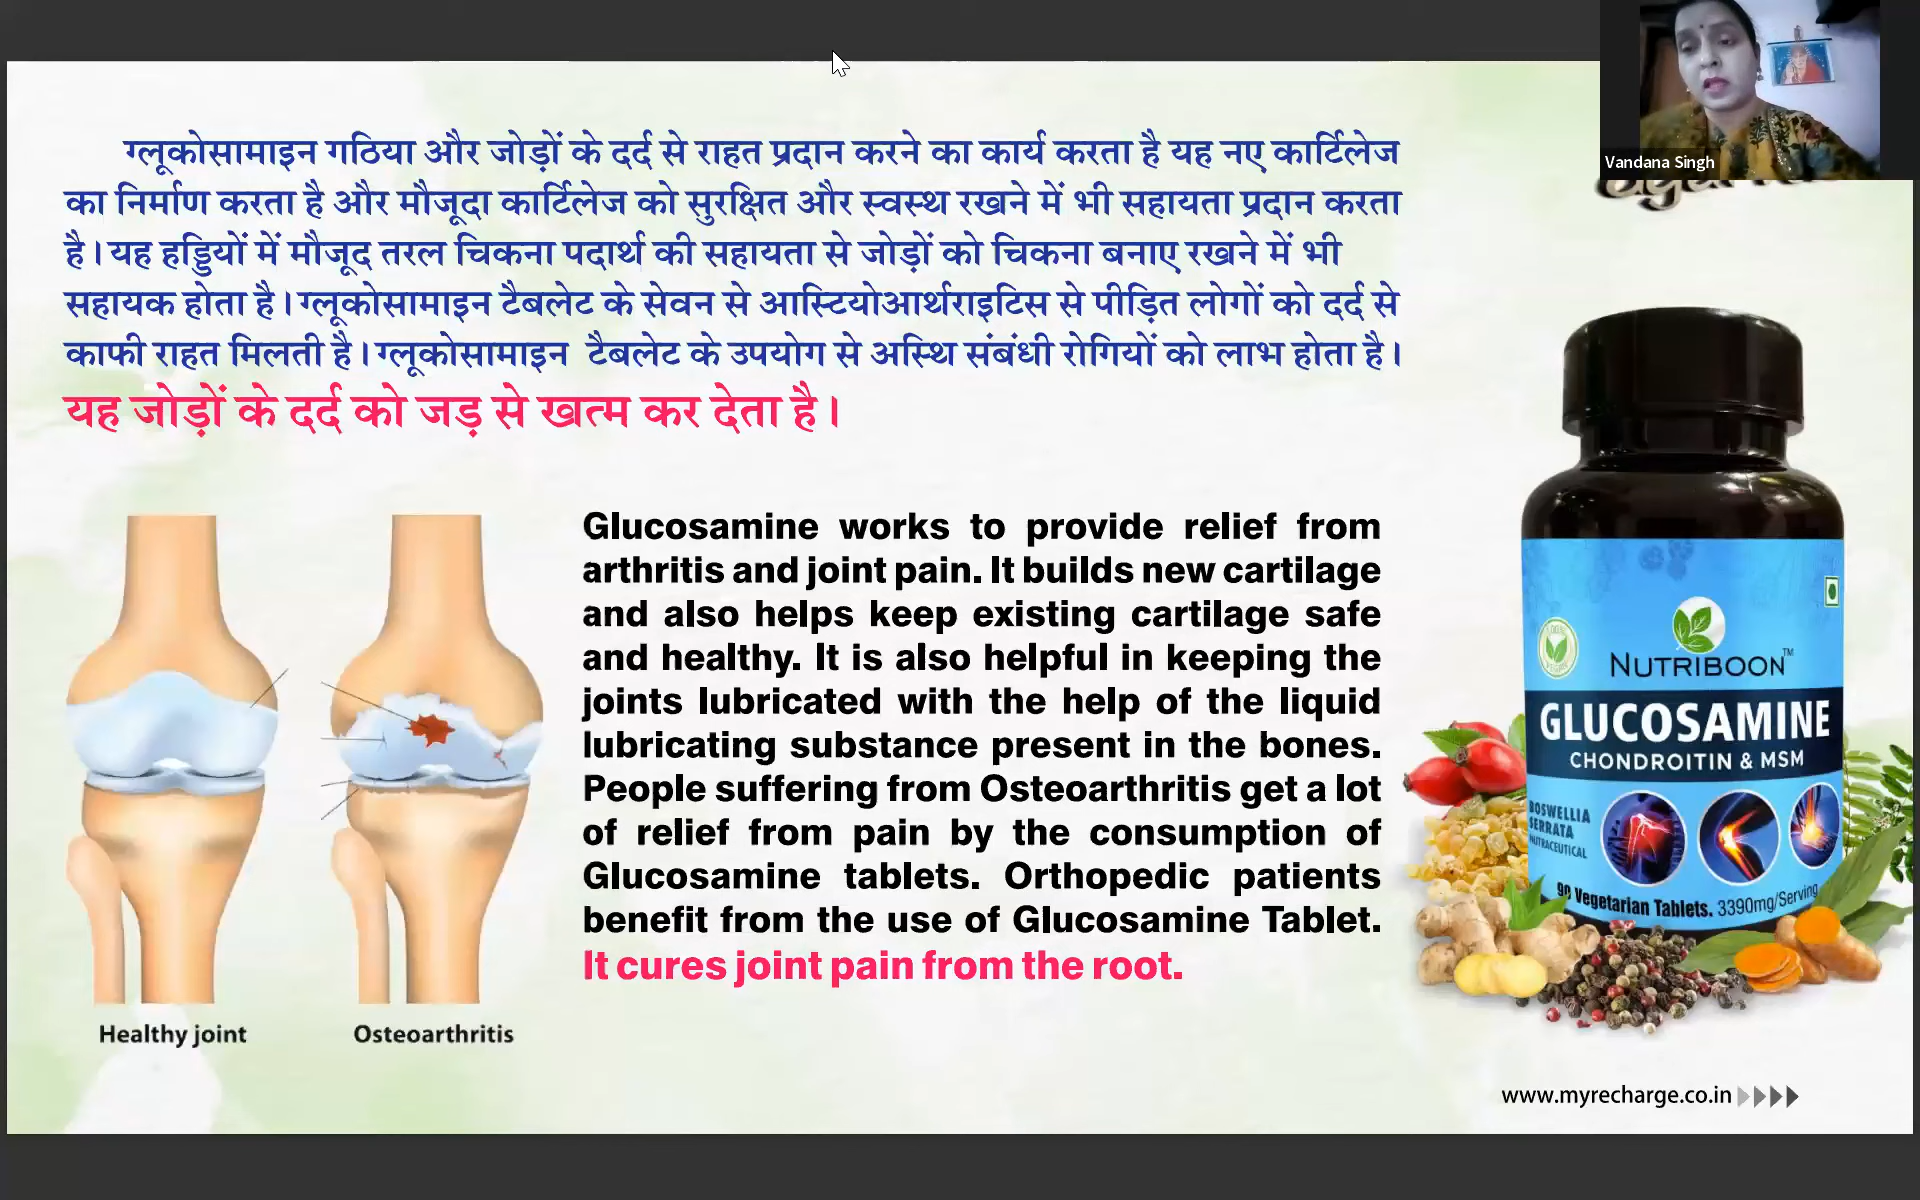 Vandana Singh
ग्लूकोसामाइन गठिया और जोड़ों के दर्द से राहत प्रदान करने का कार्य करता है यह नए कार्टिलेज
का निर्माण करता है और मौजूदा कार्टिलेज को सुरक्षित और स्वस्थ रखने में भी सहायता प्रदान करता
है। यह हड्डियों में मौजूद तरल चिकना पदार्थ की सहायता से जोड़ों को चिकना बनाए रखने में भी
सहायक होता है। ग्लूकोसामाइन टैबलेट के सेवन से आस्टियोआर्थराइटिस से पीड़ित लोगों को दर्द से
काफी राहत मिलती है। ग्लूकोसामाइन टैबलेट के उपयोग से अस्थि संबंधी रोगियों को लाभ होता है।
यह जोड़ों के दर्द को जड़ से खत्म कर देता है।
Glucosamine works to provide relief from
arthritis and joint pain. It builds new cartilage
and also helps keep existing cartilage safe
and healthy. It is also helpful in keeping the
joints lubricated with the help of the liquid
lubricating substance present in the bones.
People suffering from Osteoarthritis get a lot
of relief from pain by the consumption of
Glucosamine tablets. Orthopedic patients
benefit from the use of Glucosamine Tablet.
It cures joint pain from the root.
Healthy joint
Osteoarthritis
NUTRIBOON™
GLUCOSAMINE
CHONDROITIN & MSM
BOSWELLIA
SERRATA
NUTRACEUTICAL
90 Vegetarian Tablets. 3390mg/Serving
www.myrecharge.co.in